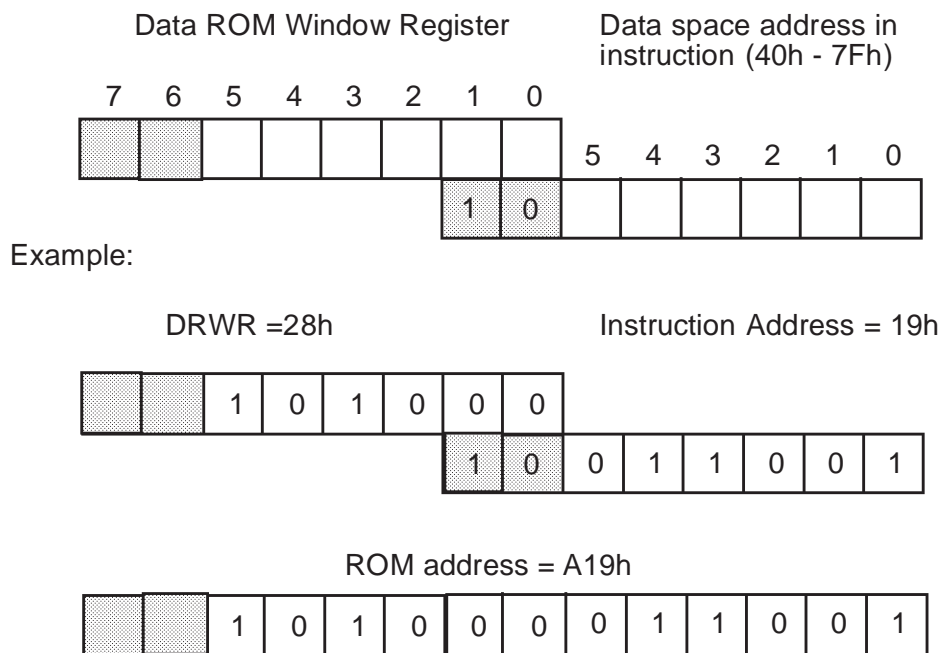 Data ROM Window Register
Data space address in
instruction (40h - 7Fh)
7 6 5 4 3 2 1 0
5 4 3 2 1 0
1 0
Example:
DRWR =28h
Instruction Address = 19h
1 0 1 0 0 0
1 0 0 1 1 0 0 1
ROM address = A19h
1 0 1 0 0 0 0 1 1 0 0 1